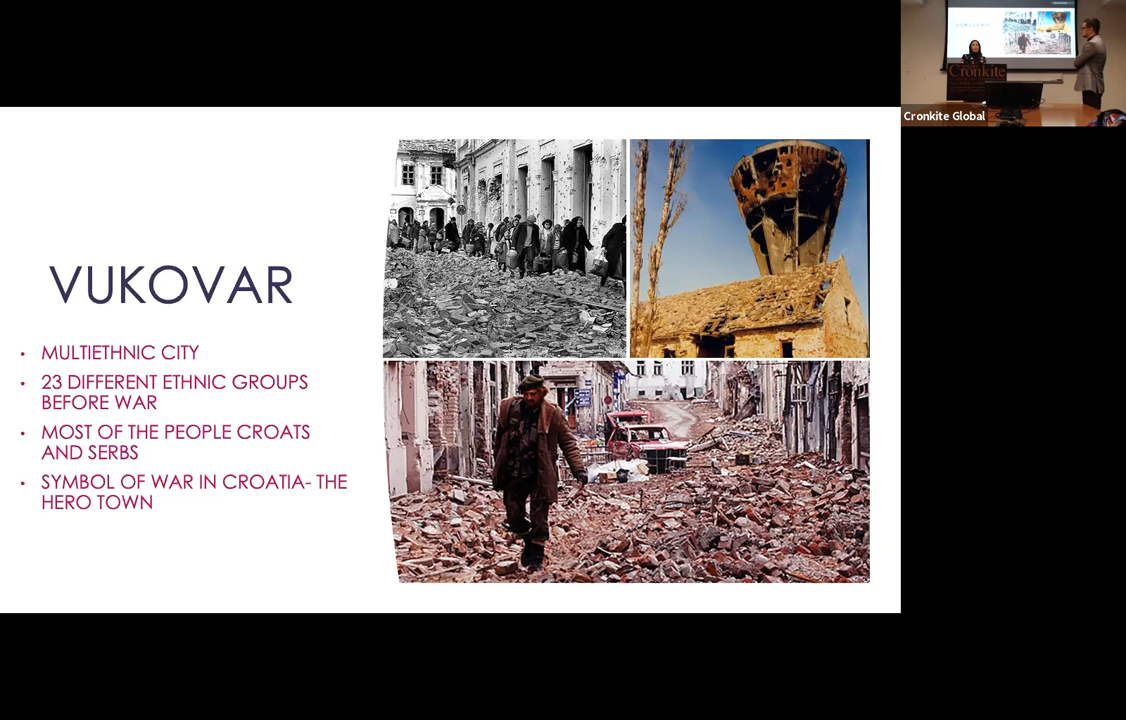 VUKOVAR
• MULTIETHNIC CITY
• 23 DIFFERENT ETHNIC GROUPS
BEFORE WAR
• MOST OF THE PEOPLE CROATS
AND SERBS
• SYMBOL OF WAR IN CROATIA- THE
HERO TOWN
Cronkite
Cronkite Global